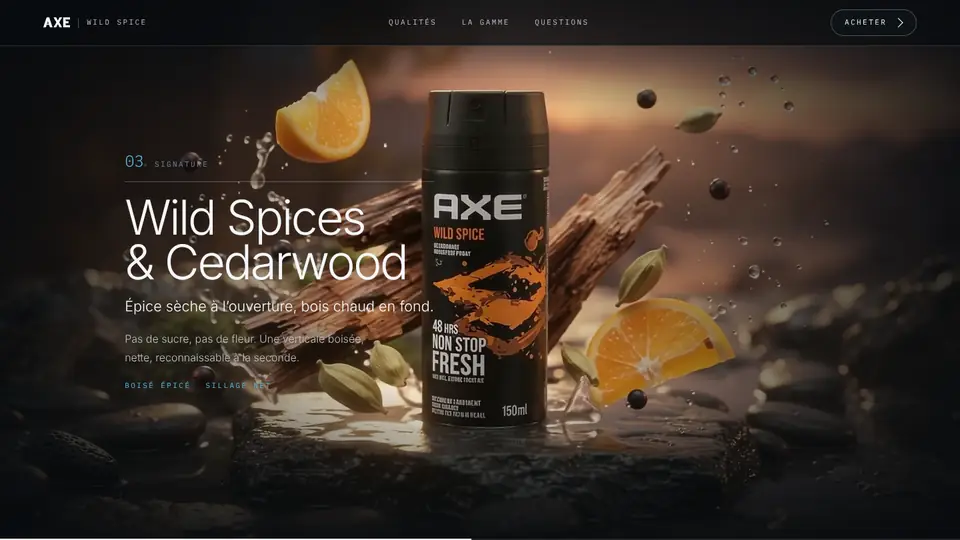 AXE | WILD SPICE
QUALITÉS
LA GAMME
QUESTIONS
ACHETER
03 SIGNATURE
Wild Spices
& Cedarwood
Épice sèche à l'ouverture, bois chaud en fond.
Pas de sucre, pas de fleur. Une verticale boisée,
nette, reconnaissable à la seconde.
BOISÉ ÉPICÉ
SILLAGE NET
AXE
WILD SPICE
48 HRS
NON STOP
FRESH
150ml